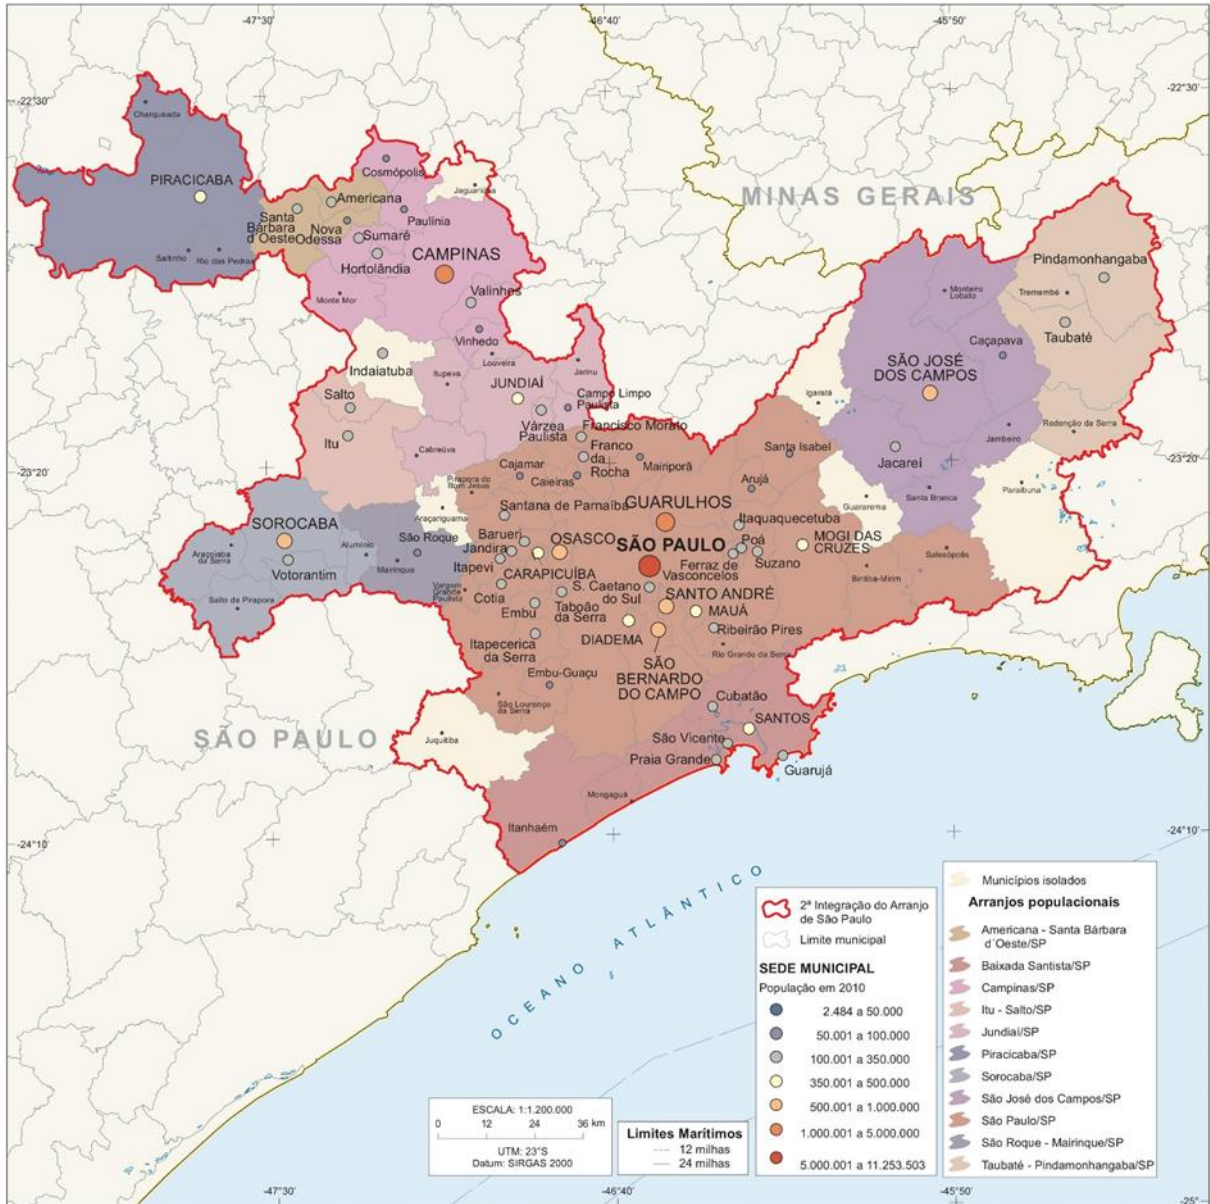 -47°30'
-46°40'
-45°50'
-22°30'
-22°30'
Charqueada
PIRACICABA
Saltinho
Rio das Pedras
Cosmópolis
Jaguariúna
Americana
Santa
Bárbara
d'Oeste
Nova
Odessa
Paulínia
Sumaré
Hortolândia
CAMPINAS
Monte Mor
Valinhos
Vinhedo
Louveira
Indaiatuba
Itupeva
JUNDIAÍ
Jarinu
Campo Limpo
Paulista
Várzea
Paulista
Salto
Itu
Cabreúva
MINAS GERAIS
Pindamonhangaba
Tremembé
Taubaté
Monteiro
Lobato
Caçapava
SÃO JOSÉ
DOS CAMPOS
Igaratá
Jambeiro
Redenção da Serra
Jacareí
Santa Branca
Paraibuna
-23°20'
-23°20'
Francisco Morato
Franco
da
Rocha
Mairiporã
Santa Isabel
Cajamar
Caieiras
Pirapora do
Bom Jesus
Arujá
Guararema
Araçariguama
Santana de Parnaíba
GUARULHOS
Itaquaquecetuba
SOROCABA
Alumínio
São Roque
Mairinque
Araçoiaba
da Serra
Votorantim
Salto de Pirapora
Barueri
Jandira
OSASCO
SÃO PAULO
Poá
MOGI DAS
CRUZES
Suzano
Ferraz de
Vasconcelos
Salesópolis
Biritiba-Mirim
Itapevi
CARAPICUÍBA
S. Caetano
do Sul
Vargem
Grande
Paulista
Cotia
Embu
Taboão
da Serra
SANTO ANDRÉ
MAUÁ
DIADEMA
Ribeirão Pires
Rio Grande da Serra
Itapecerica
da Serra
SÃO
BERNARDO
DO CAMPO
Embu-Guaçu
São Lourenço
da Serra
Juquitiba
SÃO PAULO
Cubatão
SANTOS
São Vicente
Praia Grande
Guarujá
Mongaguá
Itanhaém
-24°10'
-24°10'
OCEANO ATLÂNTICO
2ª Integração do Arranjo
de São Paulo
Limite municipal
SEDE MUNICIPAL
População em 2010
2.484 a 50.000
50.001 a 100.000
100.001 a 350.000
350.001 a 500.000
500.001 a 1.000.000
1.000.001 a 5.000.000
5.000.001 a 11.253.503
Municípios isolados
Arranjos populacionais
Americana - Santa Bárbara
d´Oeste/SP
Baixada Santista/SP
Campinas/SP
Itu - Salto/SP
Jundiaí/SP
Piracicaba/SP
Sorocaba/SP
São José dos Campos/SP
São Paulo/SP
São Roque - Mairinque/SP
Taubaté - Pindamonhangaba/SP
ESCALA: 1:1.200.000
0 12 24 36 km
UTM: 23°S
Datum: SIRGAS 2000
Limites Marítimos
12 milhas
24 milhas
-47°30'
-46°40'
-45°50'
-25°